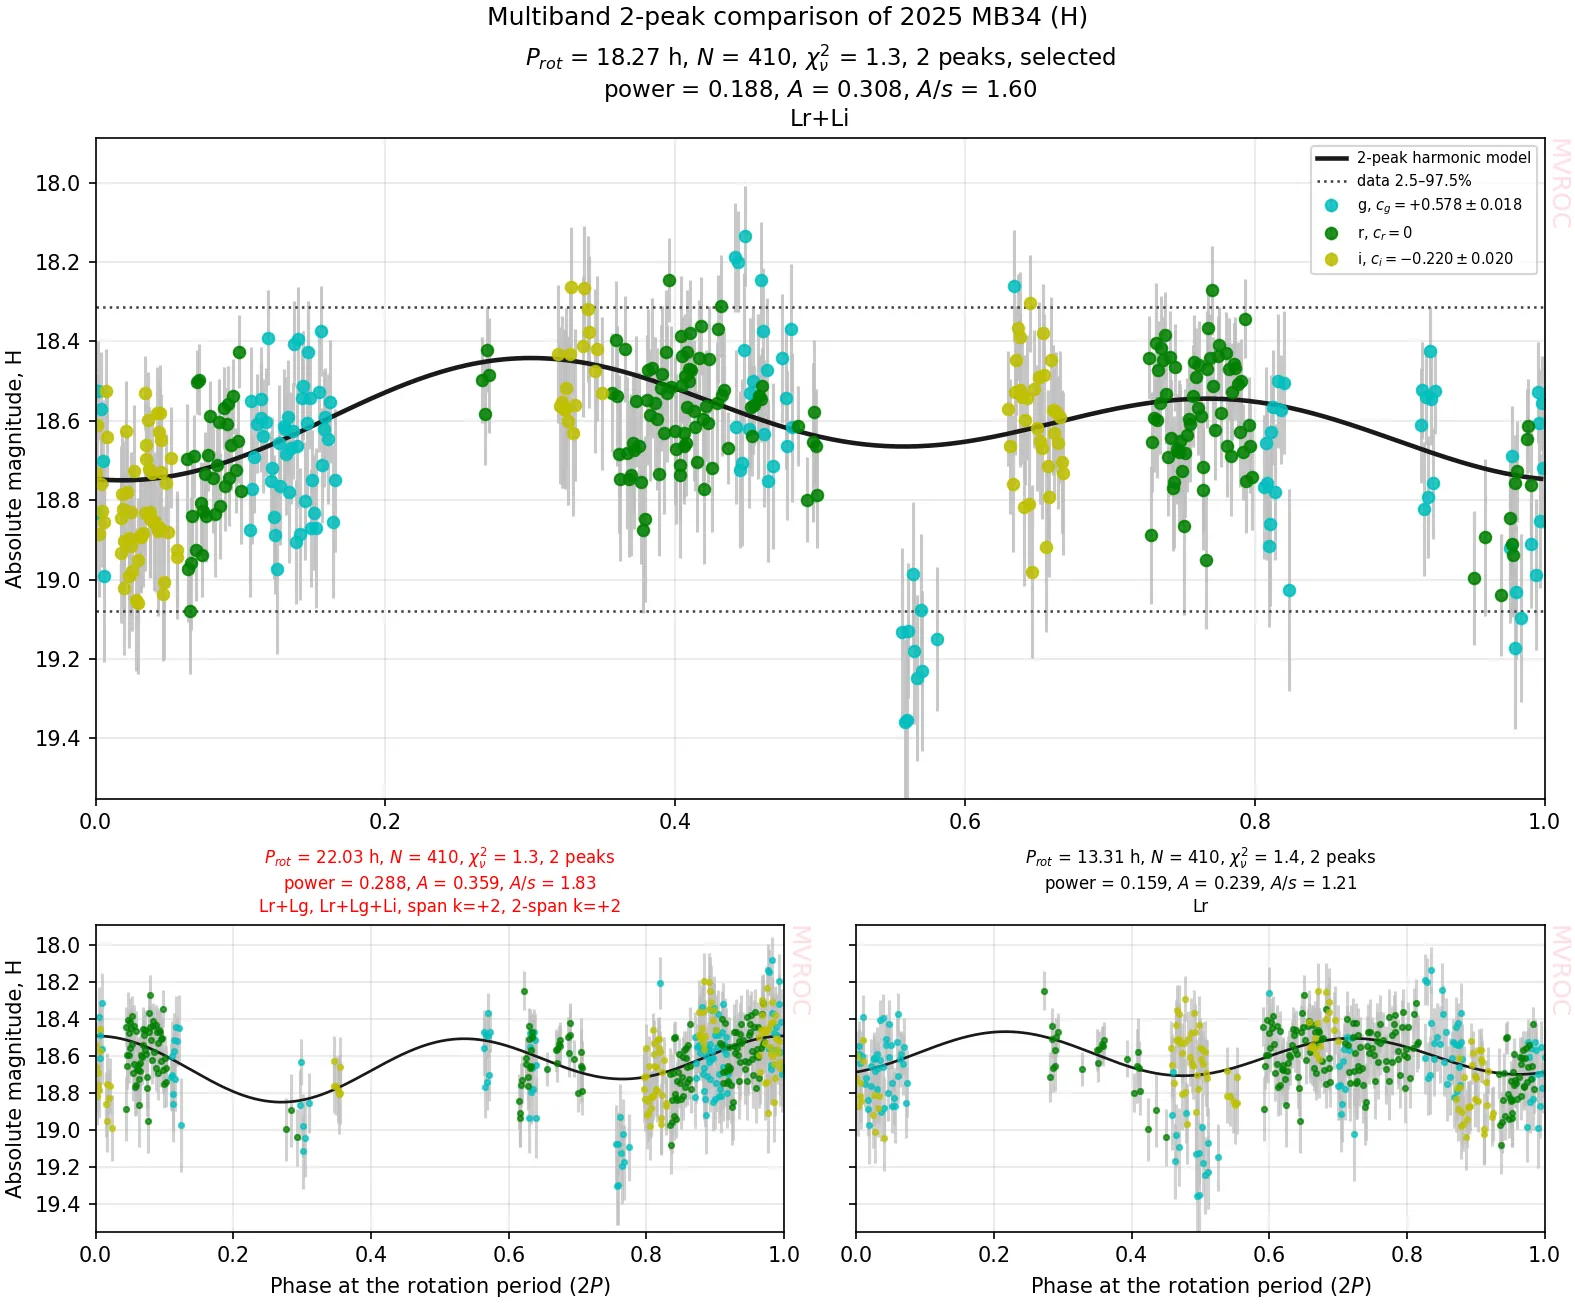 Multiband 2-peak comparison of 2025 MB34 (H)
P_rot = 18.27 h, N = 410, χ²_ν = 1.3, 2 peaks, selected
power = 0.188, A = 0.308, A/s = 1.60
Lr+Li
2-peak harmonic model
data 2.5–97.5%
g, c_g = +0.578 ± 0.018
r, c_r = 0
i, c_i = −0.220 ± 0.020
MVROC
Absolute magnitude, H
18.0
18.2
18.4
18.6
18.8
19.0
19.2
19.4
0.0 0.2 0.4 0.6 0.8 1.0
P_rot = 22.03 h, N = 410, χ²_ν = 1.3, 2 peaks
power = 0.288, A = 0.359, A/s = 1.83
Lr+Lg, Lr+Lg+Li, span k=+2, 2-span k=+2
MVROC
Absolute magnitude, H
18.0
18.2
18.4
18.6
18.8
19.0
19.2
19.4
0.0 0.2 0.4 0.6 0.8 1.0
Phase at the rotation period (2P)
P_rot = 13.31 h, N = 410, χ²_ν = 1.4, 2 peaks
power = 0.159, A = 0.239, A/s = 1.21
Lr
MVROC
0.0 0.2 0.4 0.6 0.8 1.0
Phase at the rotation period (2P)